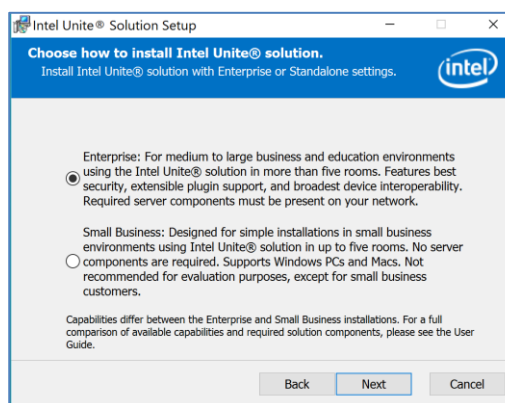 Intel Unite® Solution Setup
Choose how to install Intel Unite® solution.
Install Intel Unite® solution with Enterprise or Standalone settings.
(intel)
Enterprise: For medium to large business and education environments
using the Intel Unite® solution in more than five rooms. Features best
security, extensible plugin support, and broadest device interoperability.
Required server components must be present on your network.
Small Business: Designed for simple installations in small business
environments using Intel Unite® solution in up to five rooms. No server
components are required. Supports Windows PCs and Macs. Not
recommended for evaluation purposes, except for small business
customers.
Capabilities differ between the Enterprise and Small Business installations. For a full
comparison of available capabilities and required solution components, please see the User
Guide.
Back
Next
Cancel